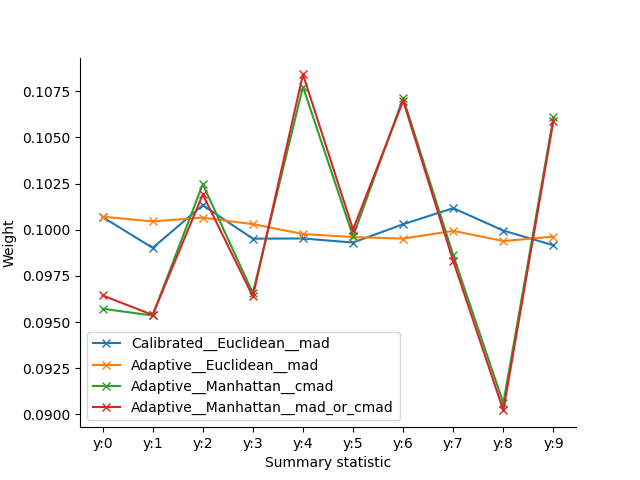 0.1075
0.1050
0.1025
0.1000
0.0975
0.0950
0.0925
0.0900
Weight
Calibrated__Euclidean__mad
Adaptive__Euclidean__mad
Adaptive__Manhattan__cmad
Adaptive__Manhattan__mad_or_cmad
y:0 y:1 y:2 y:3 y:4 y:5 y:6 y:7 y:8 y:9
Summary statistic